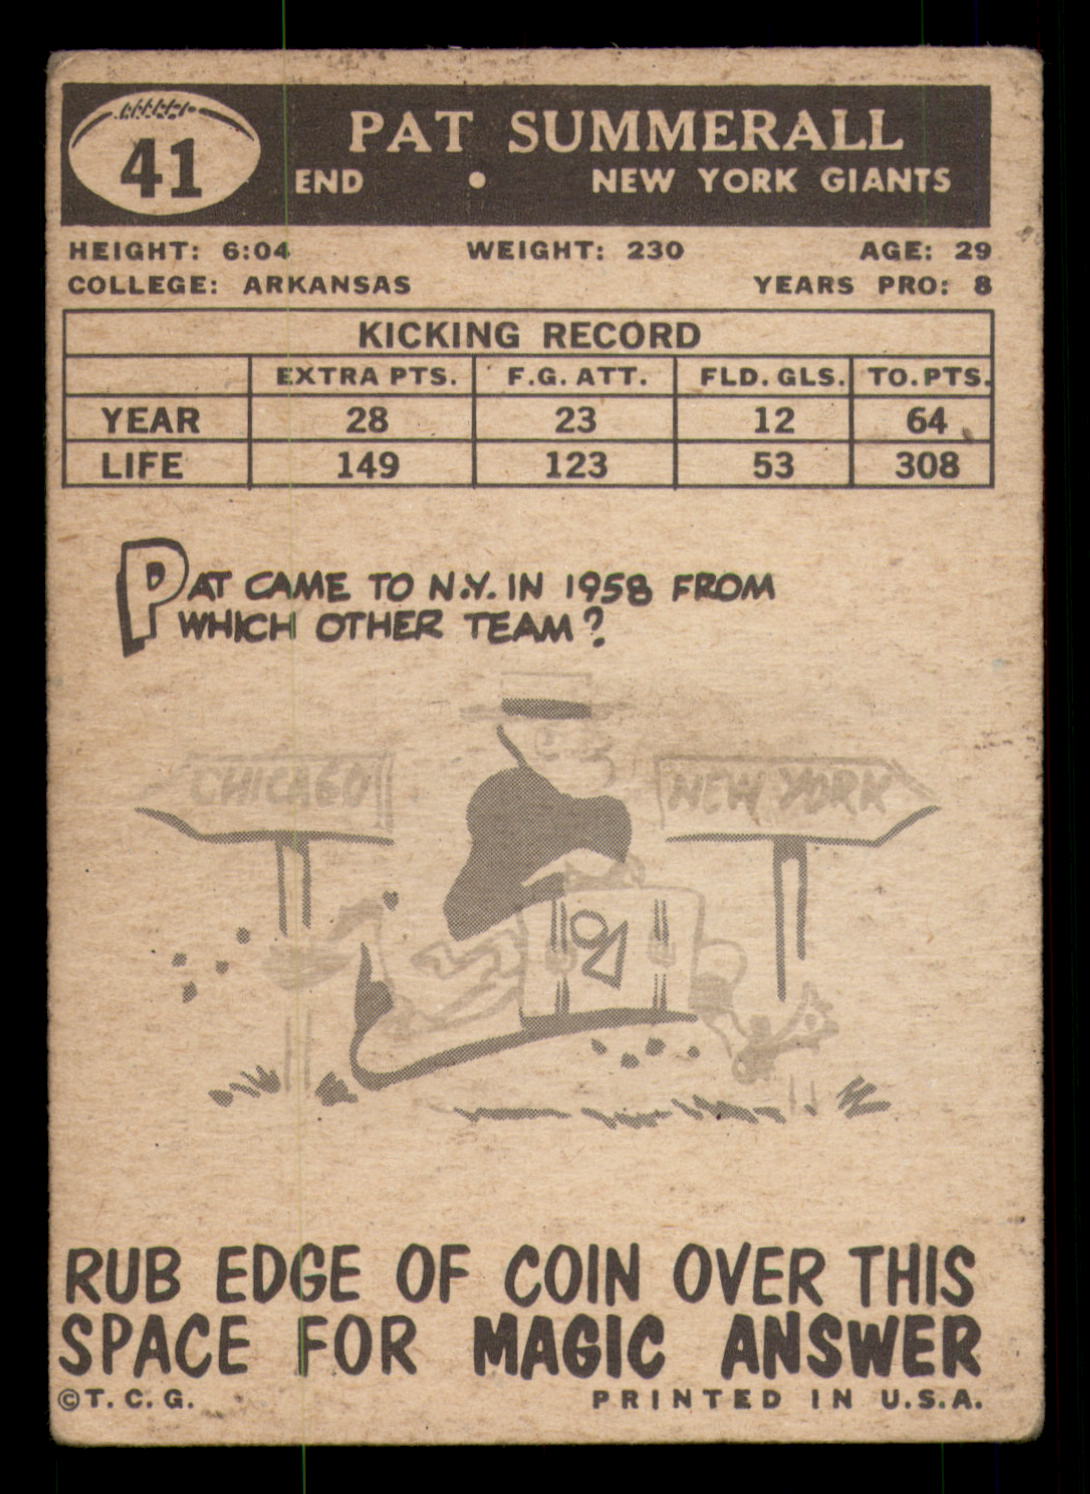 41
PAT SUMMERALL
END • NEW YORK GIANTS
HEIGHT: 6:04 WEIGHT: 230 AGE: 29
COLLEGE: ARKANSAS YEARS PRO: 8
KICKING RECORD
EXTRA PTS. F.G. ATT. FLD. GLS. TO. PTS.
YEAR 28 23 12 64
LIFE 149 123 53 308
PAT CAME TO N.Y. IN 1958 FROM
WHICH OTHER TEAM?
CHICAGO NEW YORK
RUB EDGE OF COIN OVER THIS
SPACE FOR MAGIC ANSWER
©T. C. G. PRINTED IN U.S.A.